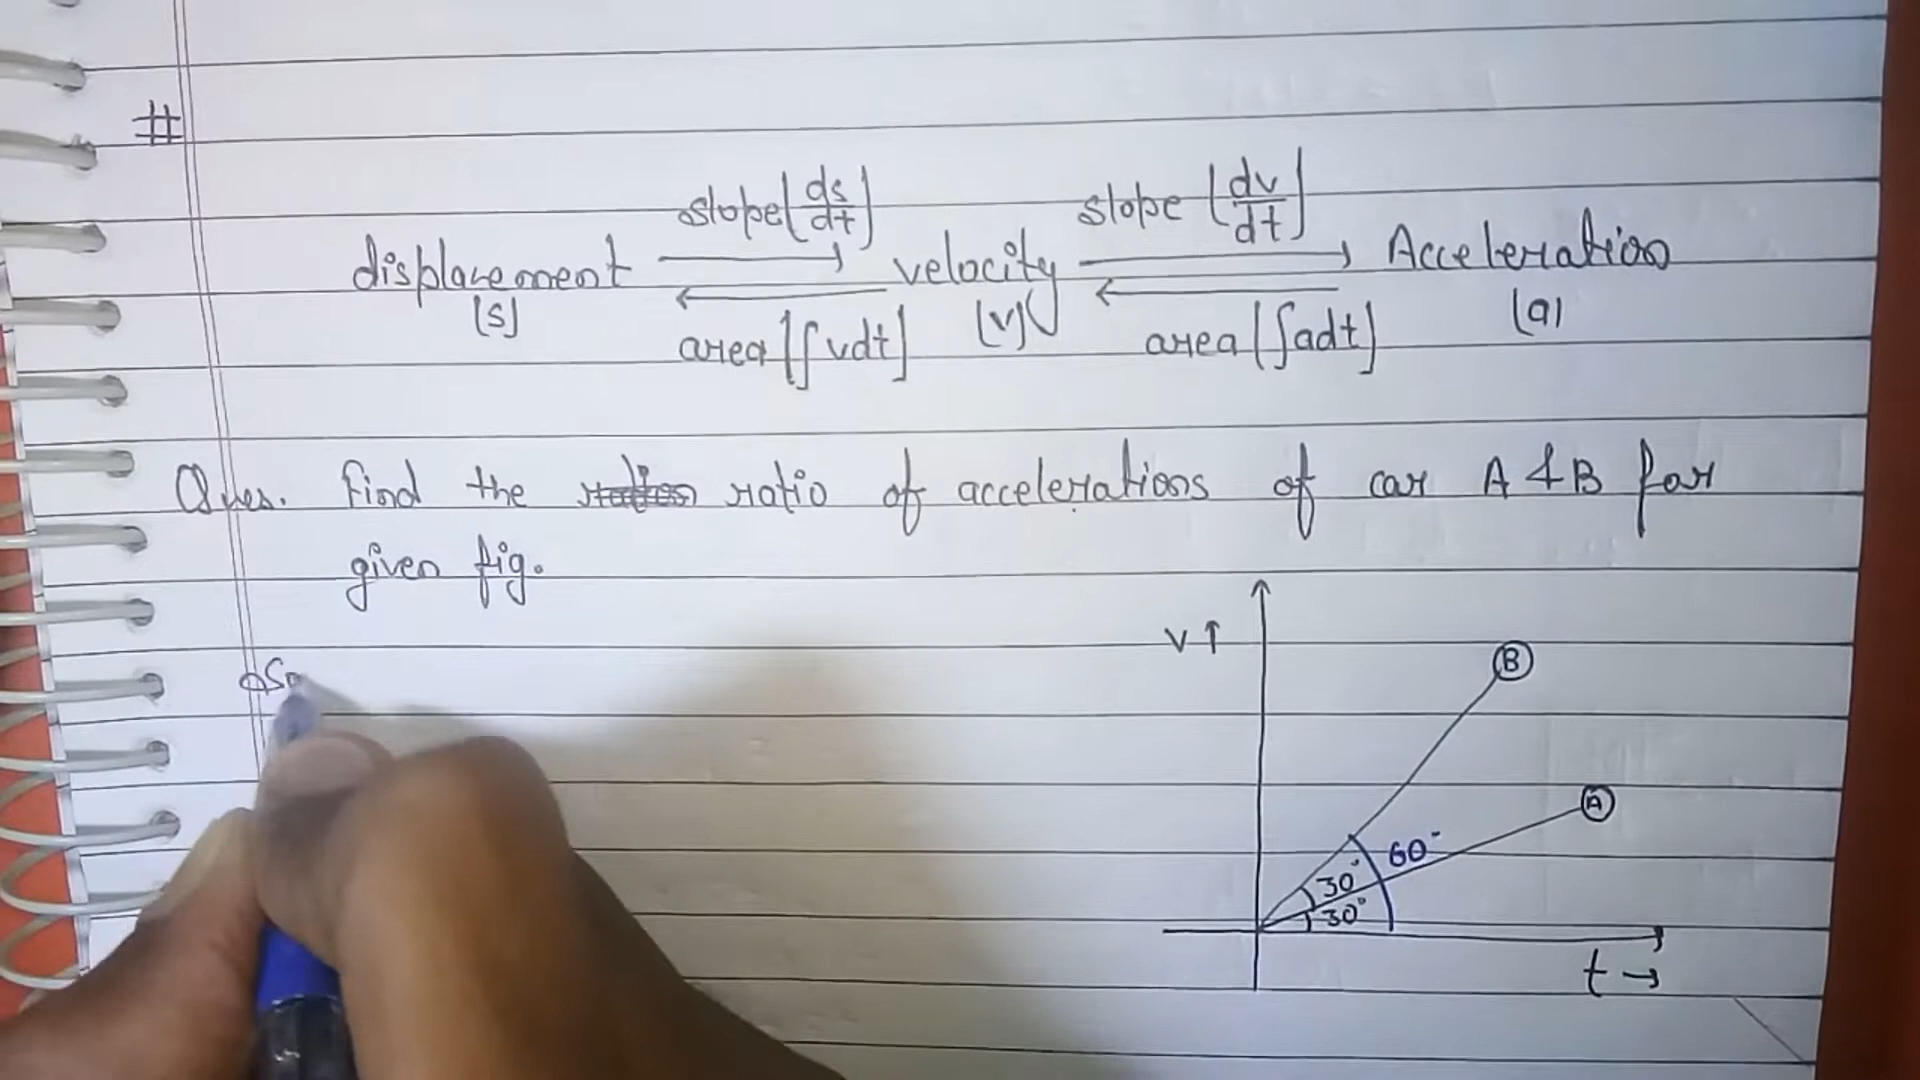 #
slope (ds/dt) slope (dv/dt)
displacement velocity Acceleration
(s) (v) (a)
area (∫vdt) area (∫adt)
Ques. Find the ratio of accelerations of car A & B for
given fig.
V ↑
B
So
A
60°
30°
30°
t →